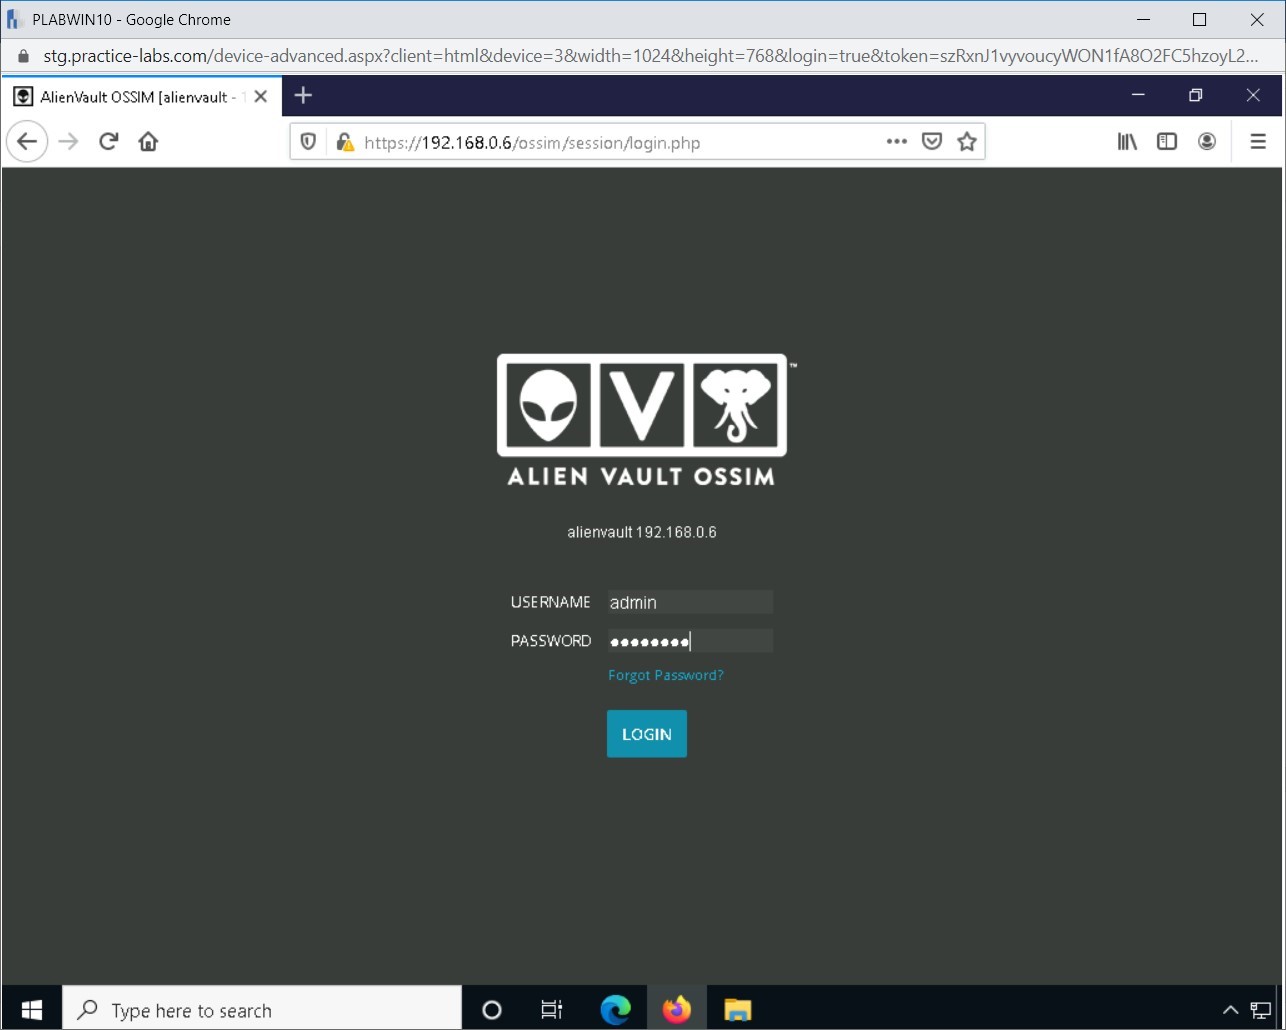 PLABWIN10 - Google Chrome
stg.practice-labs.com/device-advanced.aspx?client=html&device=3&width=1024&height=768&login=true&token=szRxnJ1vyvoucyWON1fA8O2FC5hzoyL2...
AlienVault OSSIM [alienvault - 1
https://192.168.0.6/ossim/session/login.php
V
™
ALIEN VAULT OSSIM
alienvault 192.168.0.6
USERNAME admin
PASSWORD ••••••••
Forgot Password?
LOGIN
Type here to search